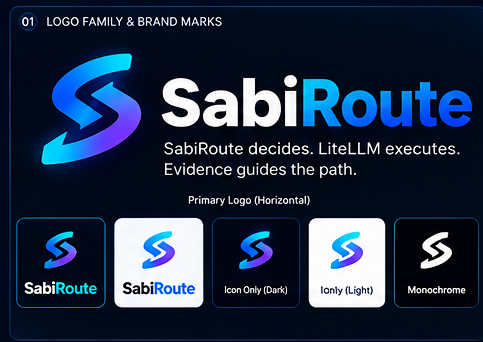 01 LOGO FAMILY & BRAND MARKS
SabiRoute
SabiRoute decides. LiteLLM executes.
Evidence guides the path.
Primary Logo (Horizontal)
SabiRoute
SabiRoute
Icon Only (Dark)
Ionly (Light)
Monochrome